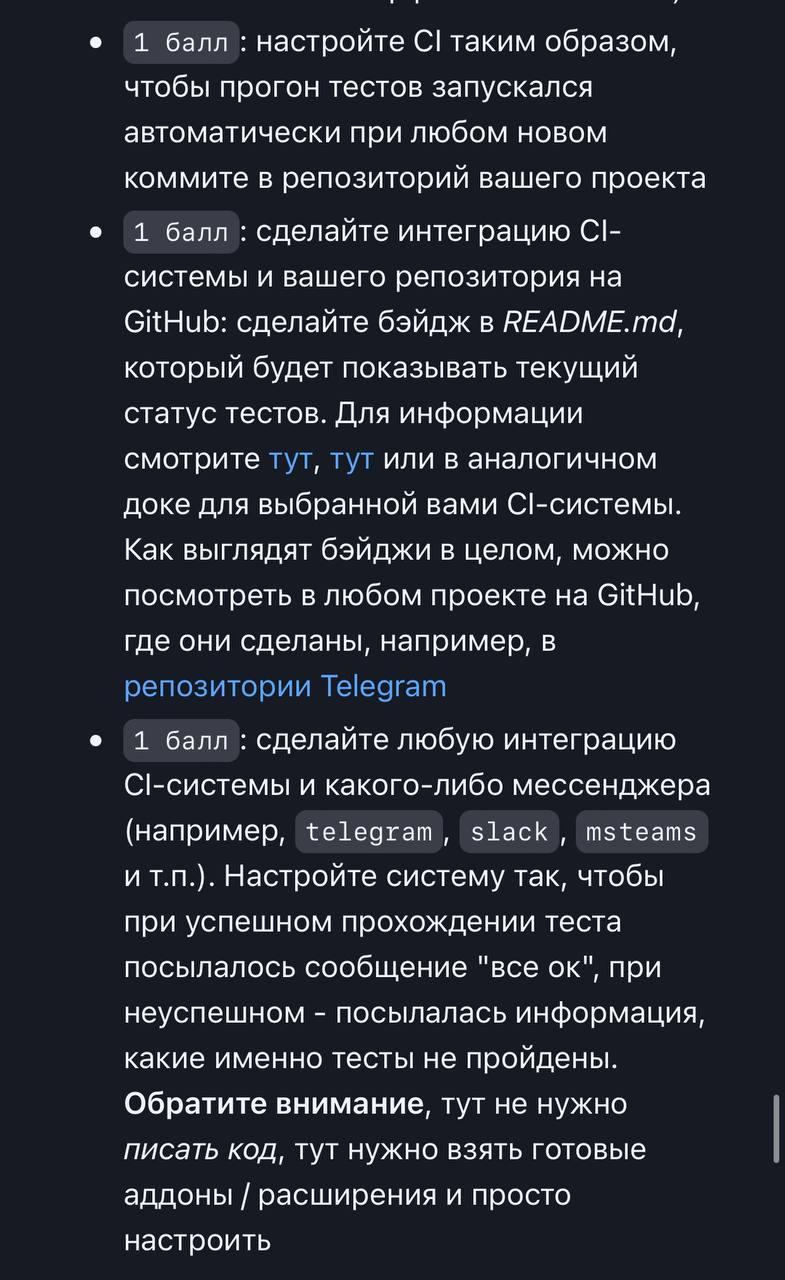 1 балл: настройте CI таким образом,
чтобы прогон тестов запускался
автоматически при любом новом
коммите в репозиторий вашего проекта
1 балл: сделайте интеграцию CI-
системы и вашего репозитория на
GitHub: сделайте бэйдж в README.md,
который будет показывать текущий
статус тестов. Для информации
смотрите тут, тут или в аналогичном
доке для выбранной вами CI-системы.
Как выглядят бэйджи в целом, можно
посмотреть в любом проекте на GitHub,
где они сделаны, например, в
репозитории Telegram
1 балл: сделайте любую интеграцию
CI-системы и какого-либо мессенджера
(например, telegram, slack, msteams
и т.п.). Настройте систему так, чтобы
при успешном прохождении теста
посылалось сообщение "все ок", при
неуспешном - посылалась информация,
какие именно тесты не пройдены.
Обратите внимание, тут не нужно
писать код, тут нужно взять готовые
аддоны / расширения и просто
настроить